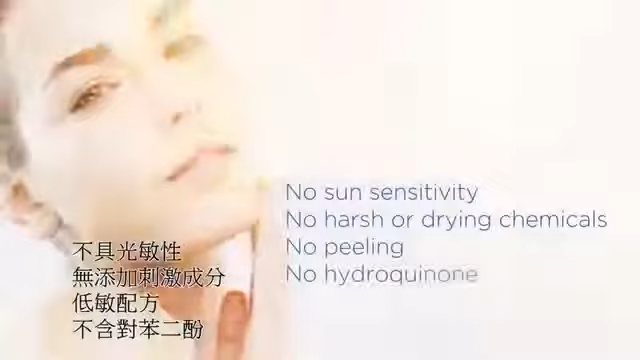 No sun sensitivity
No harsh or drying chemicals
No peeling
No hydroquinone
不具光敏性
無添加刺激成分
低敏配方
不含對苯二酚